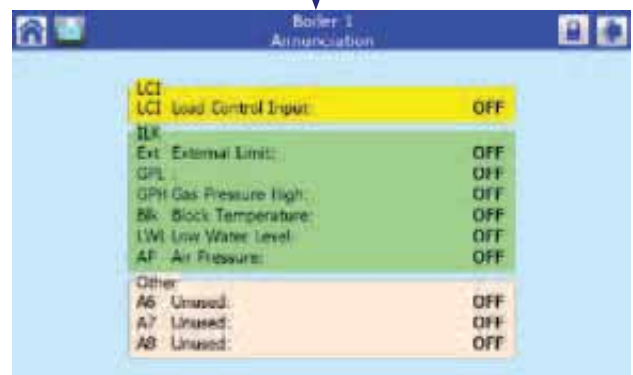 Boiler 1
Annunciation
LCI
LCI Load Control Input: OFF
ILK
Ext External Limit: OFF
GPL : OFF
GPH Gas Pressure High: OFF
Blk Block Temperature: OFF
LWL Low Water Level: OFF
AP Air Pressure: OFF
Other
A6 Unused: OFF
A7 Unused: OFF
A8 Unused: OFF